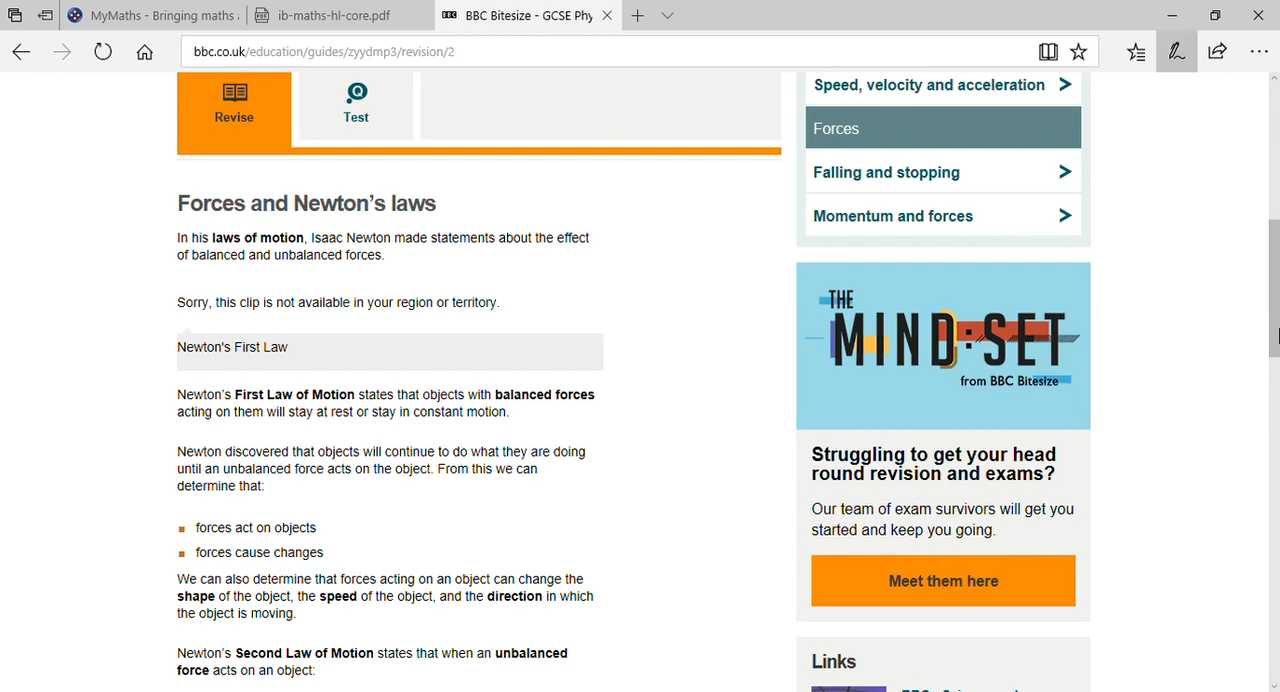 MyMaths - Bringing maths
ib-maths-hl-core.pdf
BBC Bitesize - GCSE Phy
bbc.co.uk/education/guides/zyydmp3/revision/2
Revise
Test
Forces and Newton’s laws
In his laws of motion, Isaac Newton made statements about the effect
of balanced and unbalanced forces.
Sorry, this clip is not available in your region or territory.
Newton's First Law
Newton’s First Law of Motion states that objects with balanced forces
acting on them will stay at rest or stay in constant motion.
Newton discovered that objects will continue to do what they are doing
until an unbalanced force acts on the object. From this we can
determine that:
forces act on objects
forces cause changes
We can also determine that forces acting on an object can change the
shape of the object, the speed of the object, and the direction in which
the object is moving.
Newton’s Second Law of Motion states that when an unbalanced
force acts on an object:
Speed, velocity and acceleration
Forces
Falling and stopping
Momentum and forces
THE
MIND:SET
from BBC Bitesize
Struggling to get your head
round revision and exams?
Our team of exam survivors will get you
started and keep you going.
Meet them here
Links